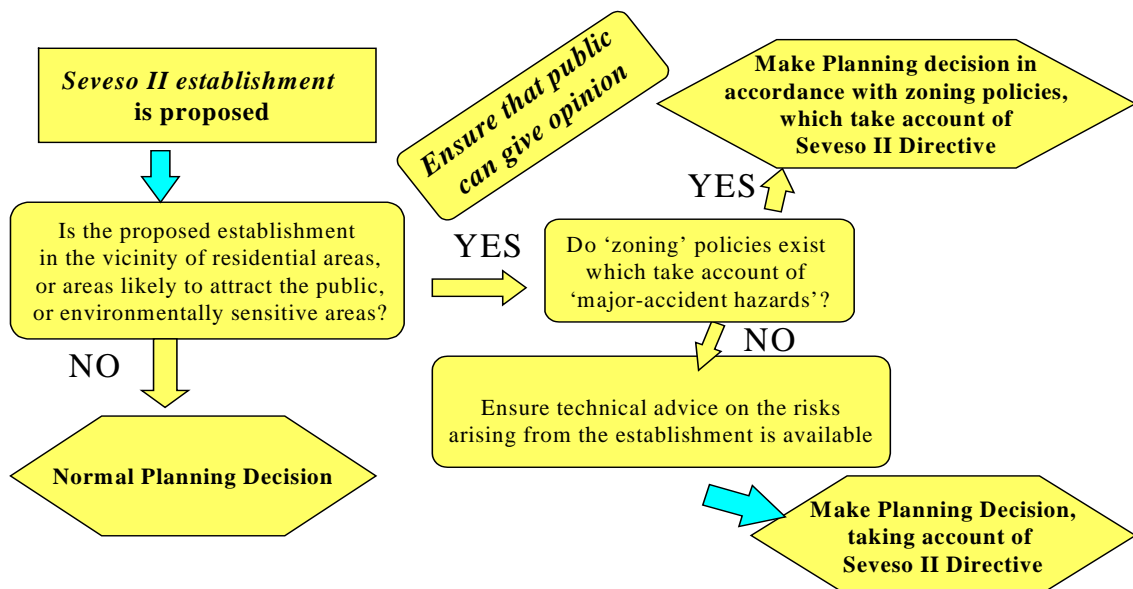 Seveso II establishment
is proposed
Ensure that public
can give opinion
Make Planning decision in
accordance with zoning policies,
which take account of
Seveso II Directive
Is the proposed establishment
in the vicinity of residential areas,
or areas likely to attract the public,
or environmentally sensitive areas?
YES
Do ‘zoning’ policies exist
which take account of
‘major-accident hazards’?
YES
NO
NO
Ensure technical advice on the risks
arising from the establishment is available
Normal Planning Decision
Make Planning Decision,
taking account of
Seveso II Directive